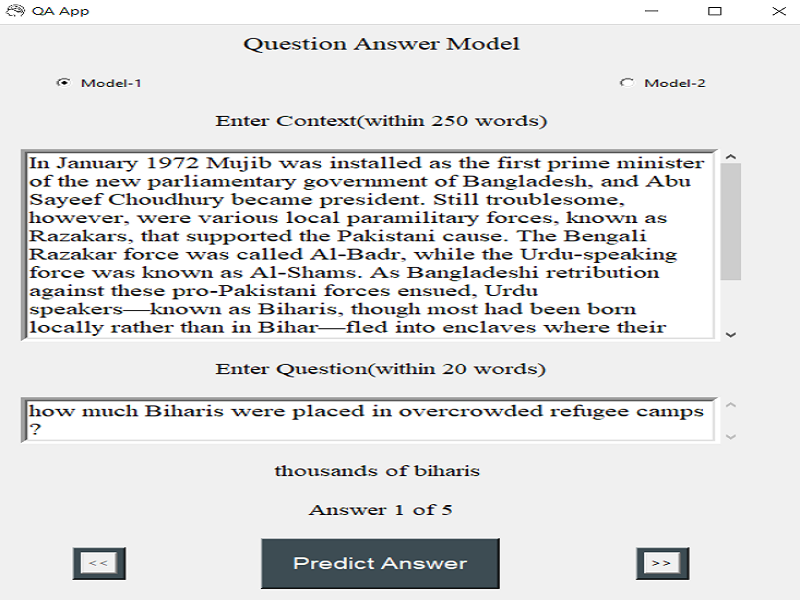 QA App
Question Answer Model
Model-1
Model-2
Enter Context(within 250 words)
In January 1972 Mujib was installed as the first prime minister
of the new parliamentary government of Bangladesh, and Abu
Sayeef Choudhury became president. Still troublesome,
however, were various local paramilitary forces, known as
Razakars, that supported the Pakistani cause. The Bengali
Razakar force was called Al-Badr, while the Urdu-speaking
force was known as Al-Shams. As Bangladeshi retribution
against these pro-Pakistani forces ensued, Urdu
speakers—known as Biharis, though most had been born
locally rather than in Bihar—fled into enclaves where their
Enter Question(within 20 words)
how much Biharis were placed in overcrowded refugee camps
?
thousands of biharis
Answer 1 of 5
<<
Predict Answer
>>